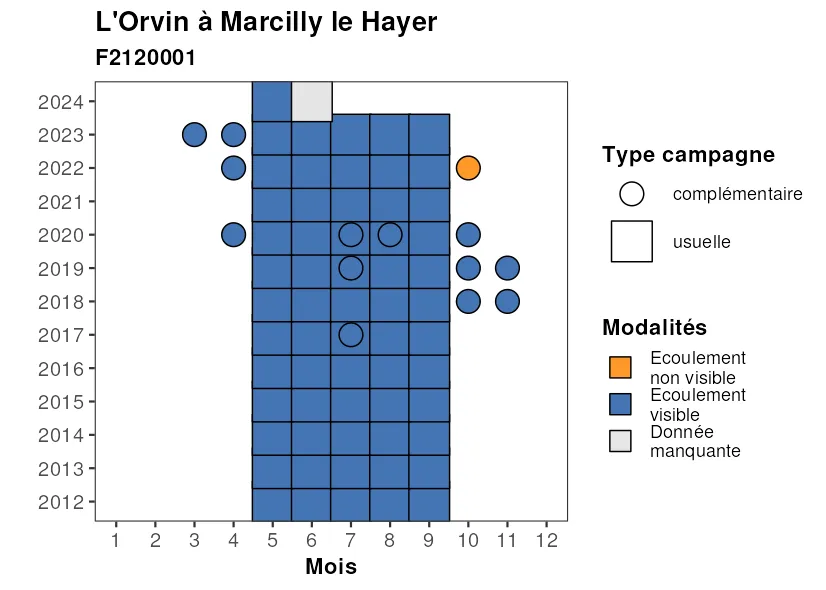 L'Orvin à Marcilly le Hayer
F2120001
2024
2023
2022
2021
2020
2019
2018
2017
2016
2015
2014
2013
2012
1 2 3 4 5 6 7 8 9 10 11 12
Mois
Type campagne
complémentaire
usuelle
Modalités
Ecoulement
non visible
Ecoulement
visible
Donnée
manquante